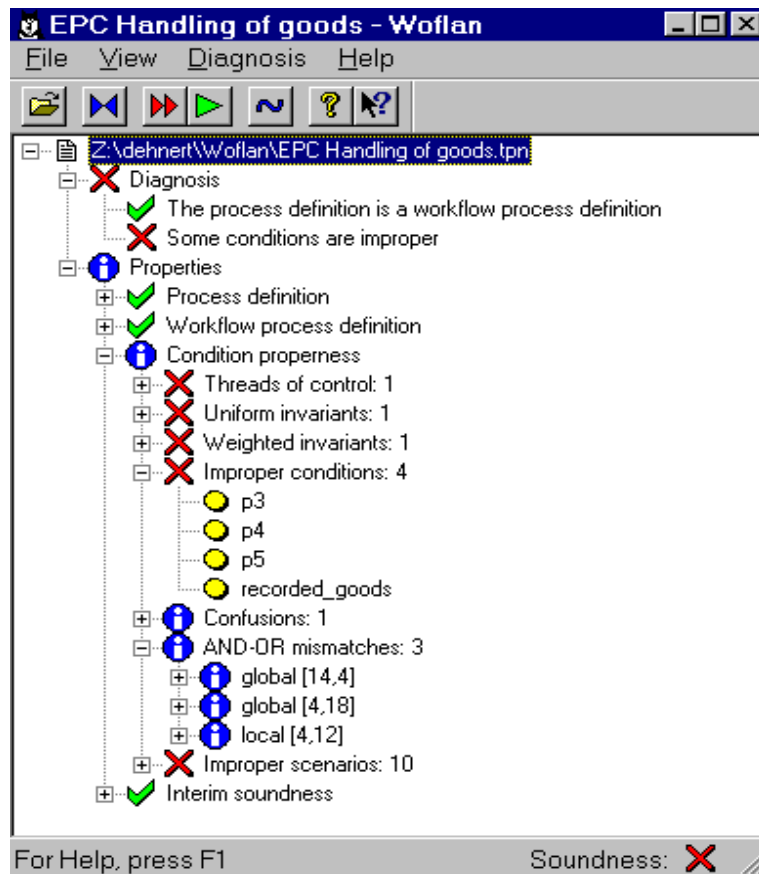 EPC Handling of goods - Woflan
File View Diagnosis Help
Z:\dehnert\Woflan\EPC Handling of goods.tpn
Diagnosis
The process definition is a workflow process definition
Some conditions are improper
Properties
Process definition
Workflow process definition
Condition properness
Threads of control: 1
Uniform invariants: 1
Weighted invariants: 1
Improper conditions: 4
p3
p4
p5
recorded_goods
Confusions: 1
AND-OR mismatches: 3
global [14,4]
global [4,18]
local [4,12]
Improper scenarios: 10
Interim soundness
For Help, press F1 Soundness: